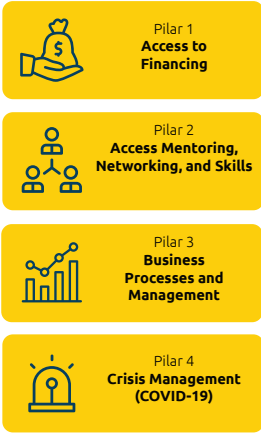 Pilar 1
Access to
Financing
Pilar 2
Access Mentoring,
Networking, and Skills
Pilar 3
Business
Processes and
Management
Pilar 4
Crisis Management
(COVID-19)